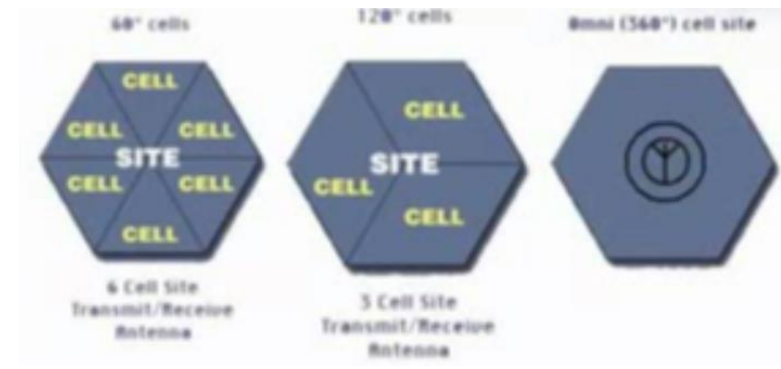 60° cells
CELL
CELL
CELL
SITE
CELL
CELL
CELL
6 Cell Site
Transmit/Receive
Antenna
120° cells
CELL
SITE
CELL
CELL
3 Cell Site
Transmit/Receive
Antenna
Omni (360°) cell site